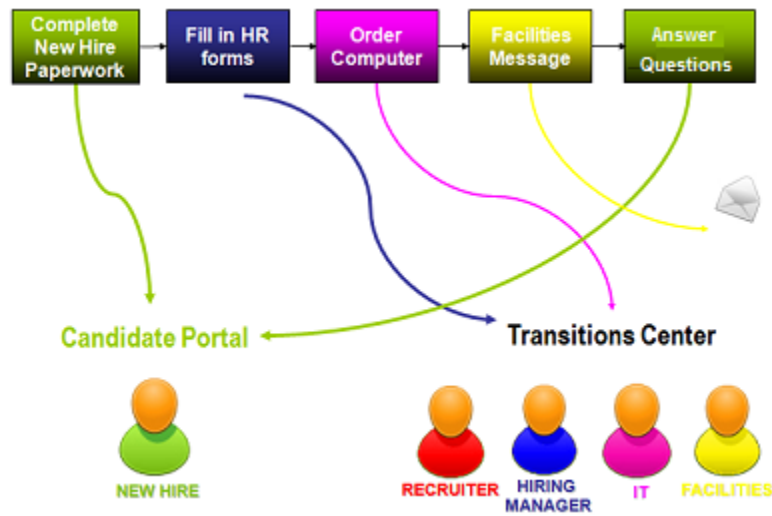 Complete
New Hire
Paperwork
Fill in HR
forms
Order
Computer
Facilities
Message
Answer
Questions
Candidate Portal
Transitions Center
NEW HIRE
RECRUITER
HIRING
MANAGER
IT
FACILITIES